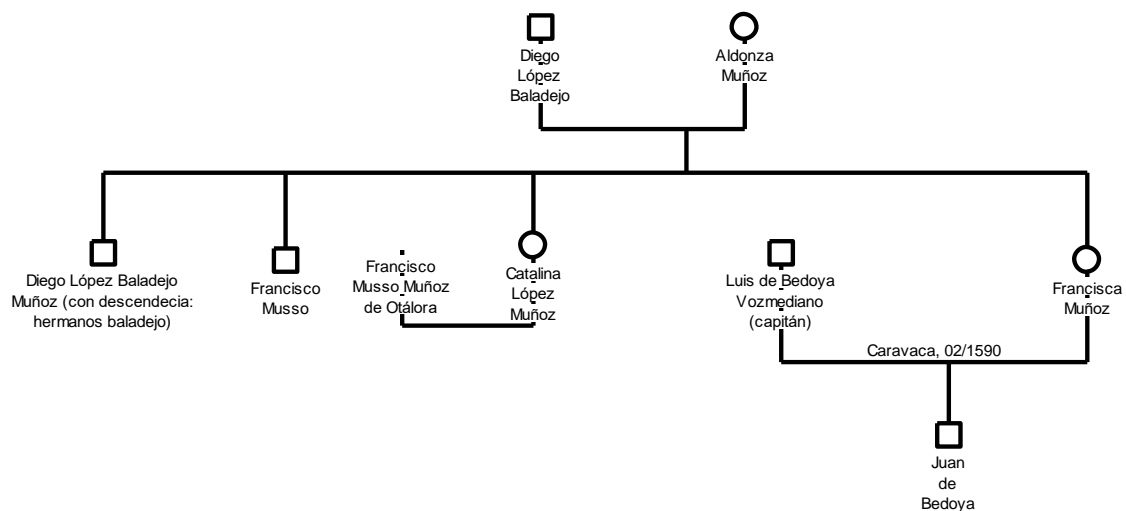 Diego
López
Baladejo
Aldonza
Muñoz
Diego López Baladejo
Muñoz (con descendecia:
hermanos baladejo)
Francisco
Musso
Francisco
Musso Muñoz
de Otálora
Catalina
López
Muñoz
Luis de Bedoya
Vozmediano
(capitán)
Francisca
Muñoz
Caravaca, 02/1590
Juan
de
Bedoya